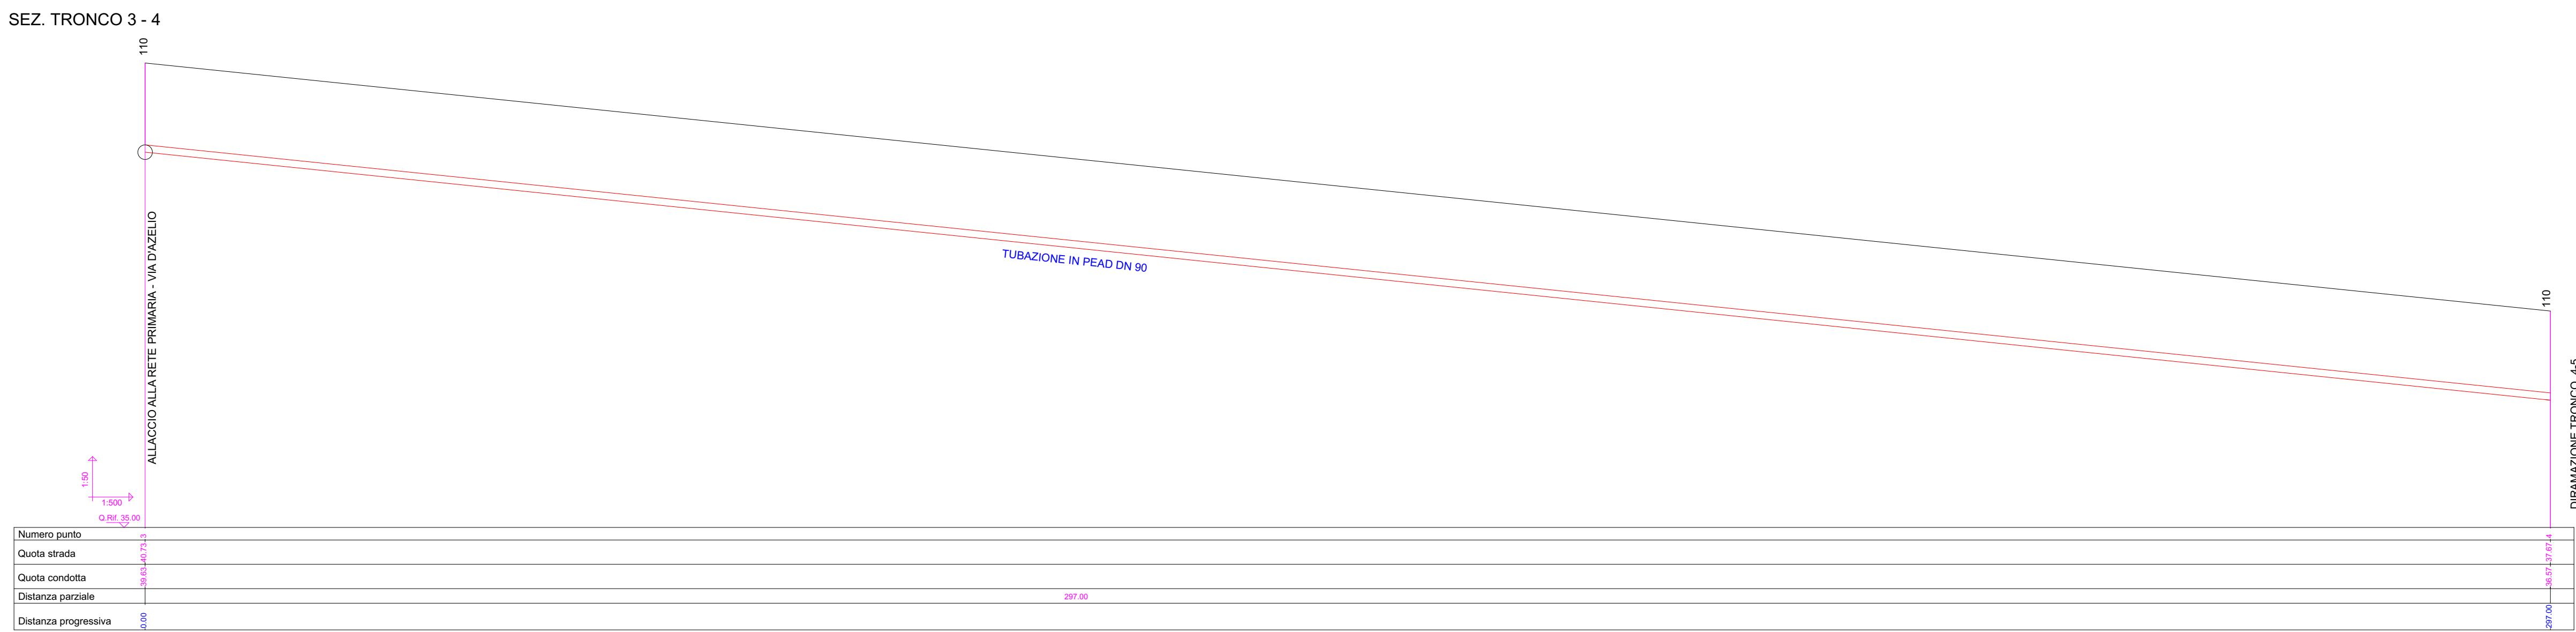 SEZ. TRONCO 3 - 4
110
ALLACCIO ALLA RETE PRIMARIA - VIA D'AZELIO
TUBAZIONE IN PEAD DN 90
110
DIRAMAZIONE TRONCO 4-5
1:50
1:500
Q.Rif. 35.00
Numero punto 3 4
Quota strada 40.73 37.67
Quota condotta 39.63 36.67
Distanza parziale 297.00
Distanza progressiva 0.00 297.00